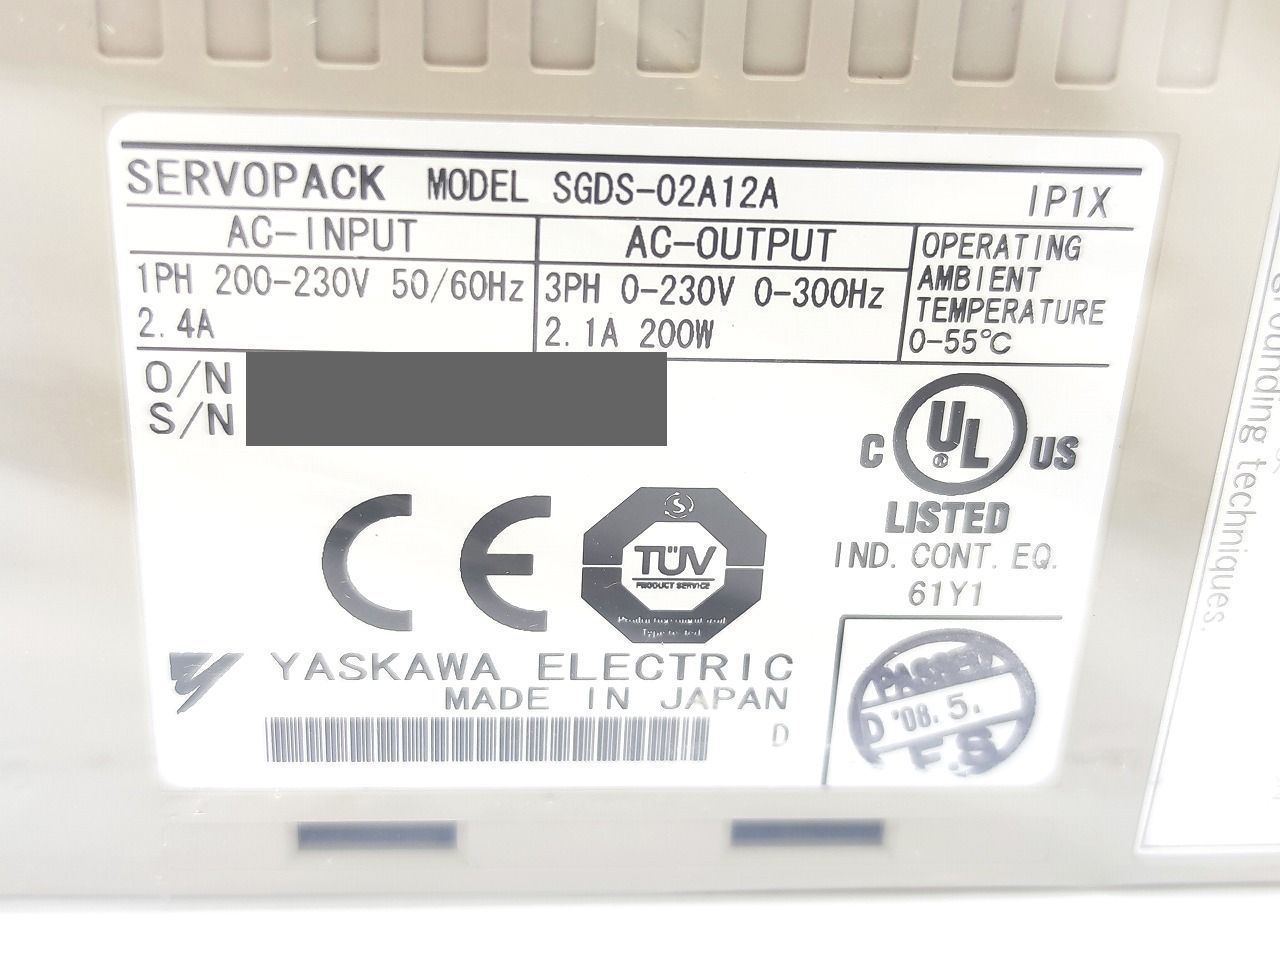 SERVOPACK MODEL SGDS-02A12A IP1X
AC-INPUT
1PH 200-230V 50/60Hz
2.4A
AC-OUTPUT
3PH 0-230V 0-300Hz
2.1A 200W
OPERATING
AMBIENT
TEMPERATURE
0-55℃
O/N
S/N
C UL ® US
LISTED
IND. CONT. EQ.
61Y1
CE
S
TÜV
PRODUCT SERVICE
YASKAWA ELECTRIC
MADE IN JAPAN
D
PASSED
D '08.5.
F.S
grounding techniques.